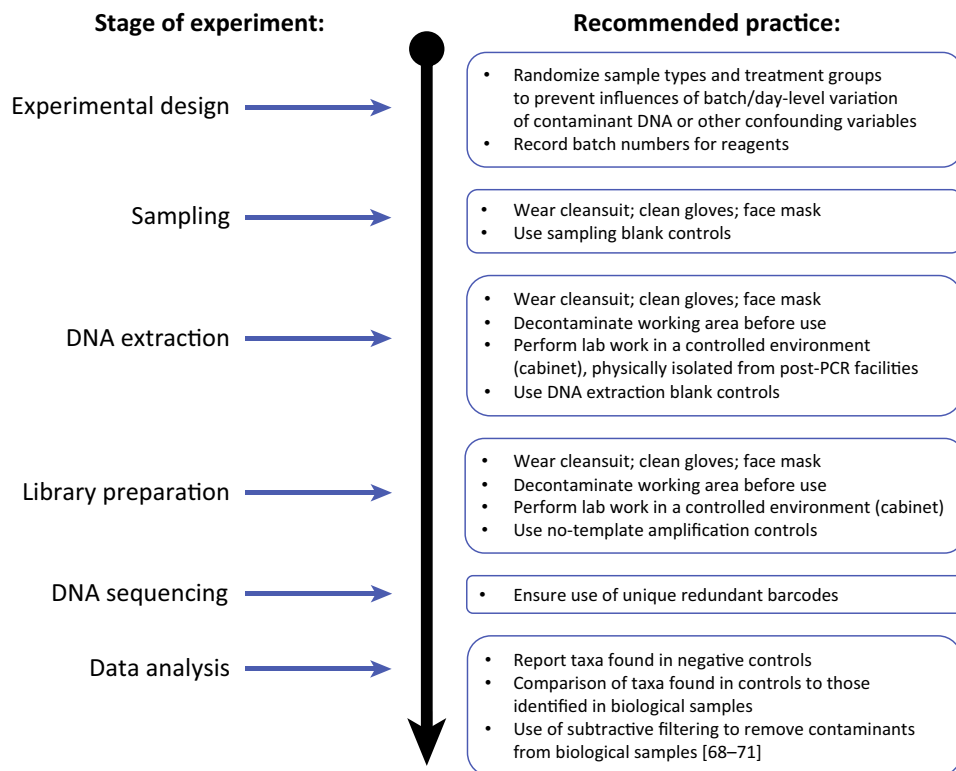 Stage of experiment:
Recommended practice:
Experimental design
• Randomize sample types and treatment groups
to prevent influences of batch/day-level variation
of contaminant DNA or other confounding variables
• Record batch numbers for reagents
Sampling
• Wear cleansuit; clean gloves; face mask
• Use sampling blank controls
DNA extraction
• Wear cleansuit; clean gloves; face mask
• Decontaminate working area before use
• Perform lab work in a controlled environment
(cabinet), physically isolated from post-PCR facilities
• Use DNA extraction blank controls
Library preparation
• Wear cleansuit; clean gloves; face mask
• Decontaminate working area before use
• Perform lab work in a controlled environment (cabinet)
• Use no-template amplification controls
DNA sequencing
• Ensure use of unique redundant barcodes
Data analysis
• Report taxa found in negative controls
• Comparison of taxa found in controls to those
identified in biological samples
• Use of subtractive filtering to remove contaminants
from biological samples [68–71]